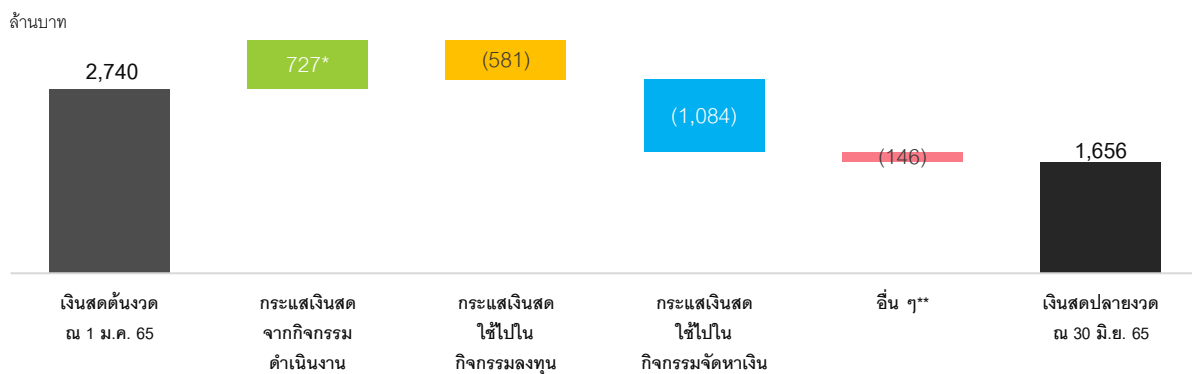 ล้านบาท
2,740
727*
(581)
(1,084)
(146)
1,656
เงินสดต้นงวด
ณ 1 ม.ค. 65
กระแสเงินสด
จากกิจกรรม
ดำเนินงาน
กระแสเงินสด
ใช้ไปใน
กิจกรรมลงทุน
กระแสเงินสด
ใช้ไปใน
กิจกรรมจัดหาเงิน
อื่น ๆ**
เงินสดปลายงวด
ณ 30 มิ.ย. 65